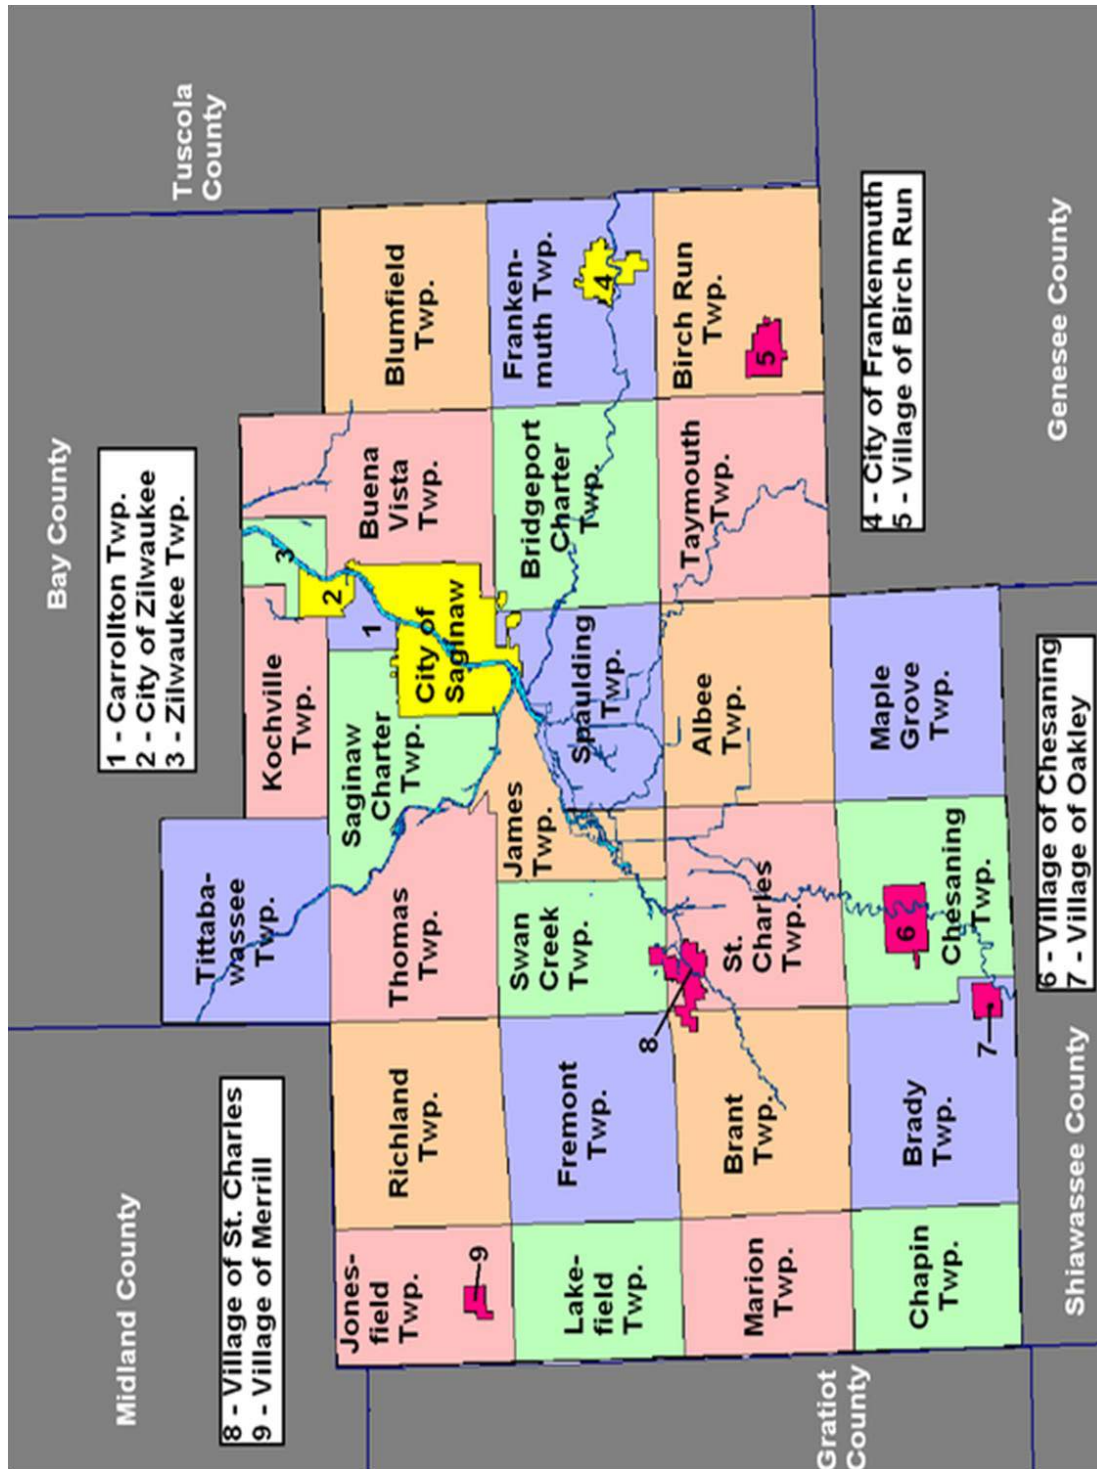 Midland County
Bay County
Tuscola
County
8 - Village of St. Charles
9 - Village of Merrill
1 - Carrollton Twp.
2 - City of Zilwaukee
3 - Zilwaukee Twp.
Tittaba-
wassee
Twp.
Kochville
Twp.
3
2
1
Jones-
field
Twp.
9
Richland
Twp.
Thomas
Twp.
Saginaw
Charter
Twp.
City of
Saginaw
Buena
Vista
Twp.
Blumfield
Twp.
Lake-
field
Twp.
Fremont
Twp.
Swan
Creek
Twp.
James
Twp.
Spaulding
Twp.
Bridgeport
Charter
Twp.
Franken-
muth Twp.
4
8
Marion
Twp.
Brant
Twp.
St.
Charles
Twp.
Albee
Twp.
Taymouth
Twp.
Birch Run
Twp.
5
Chapin
Twp.
Brady
Twp.
7
6
Chesaning
Twp.
Maple
Grove
Twp.
4 - City of Frankenmuth
5 - Village of Birch Run
6 - Village of Chesaning
7 - Village of Oakley
Gratiot
County
Shiawassee County
Genesee County